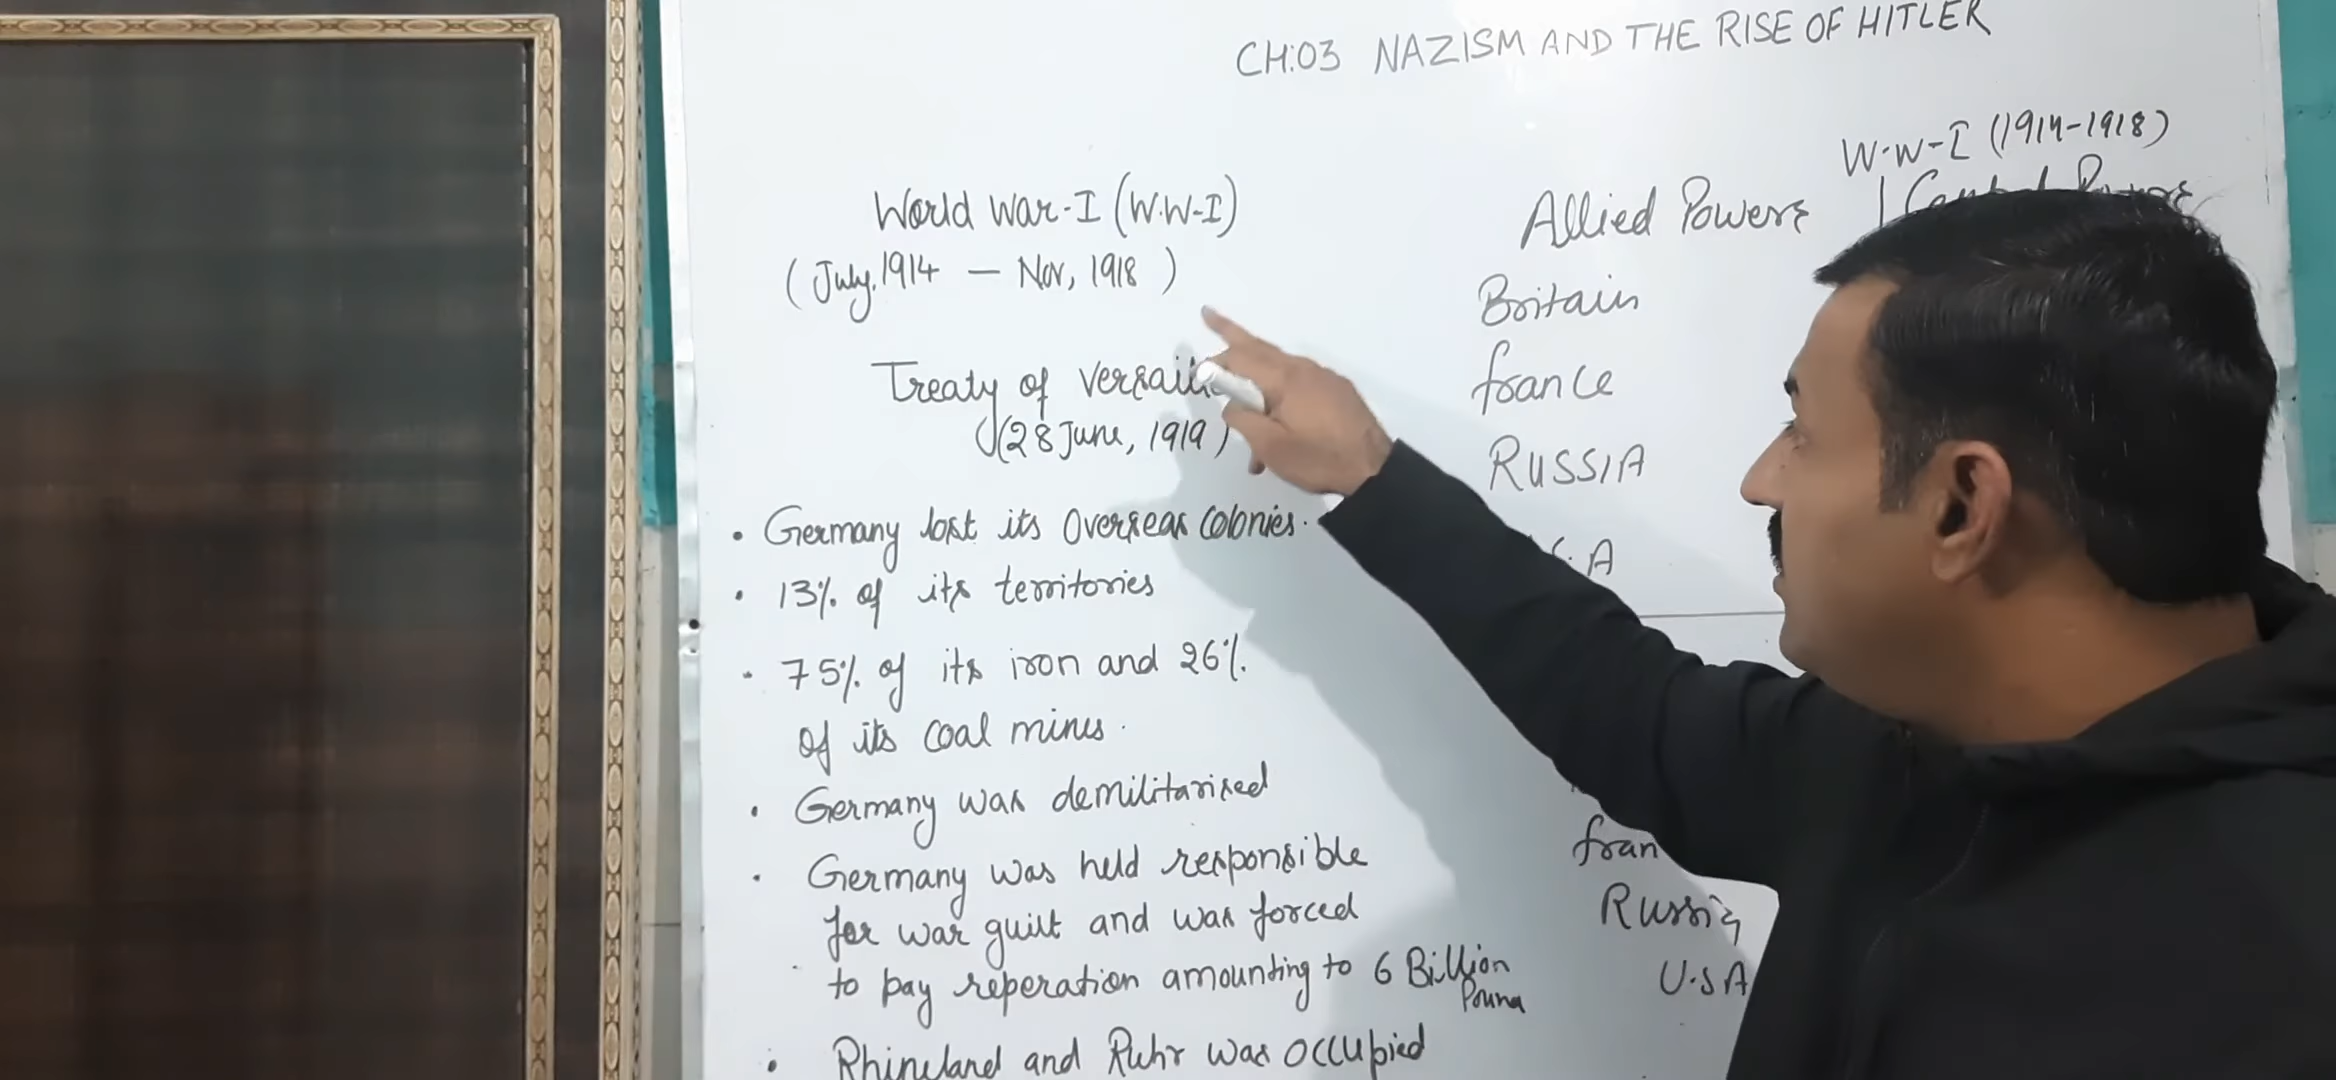 CH:03 NAZISM AND THE RISE OF HITLER
World War-I (W.W-I)
(July, 1914 — Nov, 1918)
Treaty of
(28 June, 1919)
• Germany lost its Overseas Colonies.
• 13% of its territories
• 75% of its iron and 26%
of its coal mines.
• Germany was demilitarised
• Germany was held responsible
for war guilt and was forced
to pay reperation amounting to 6 Billion
• Rhineland and Ruhr was occupied
W.W-I (1914-1918)
Allied Powers
Britain
france
RUSSIA
Russia
U.S.A